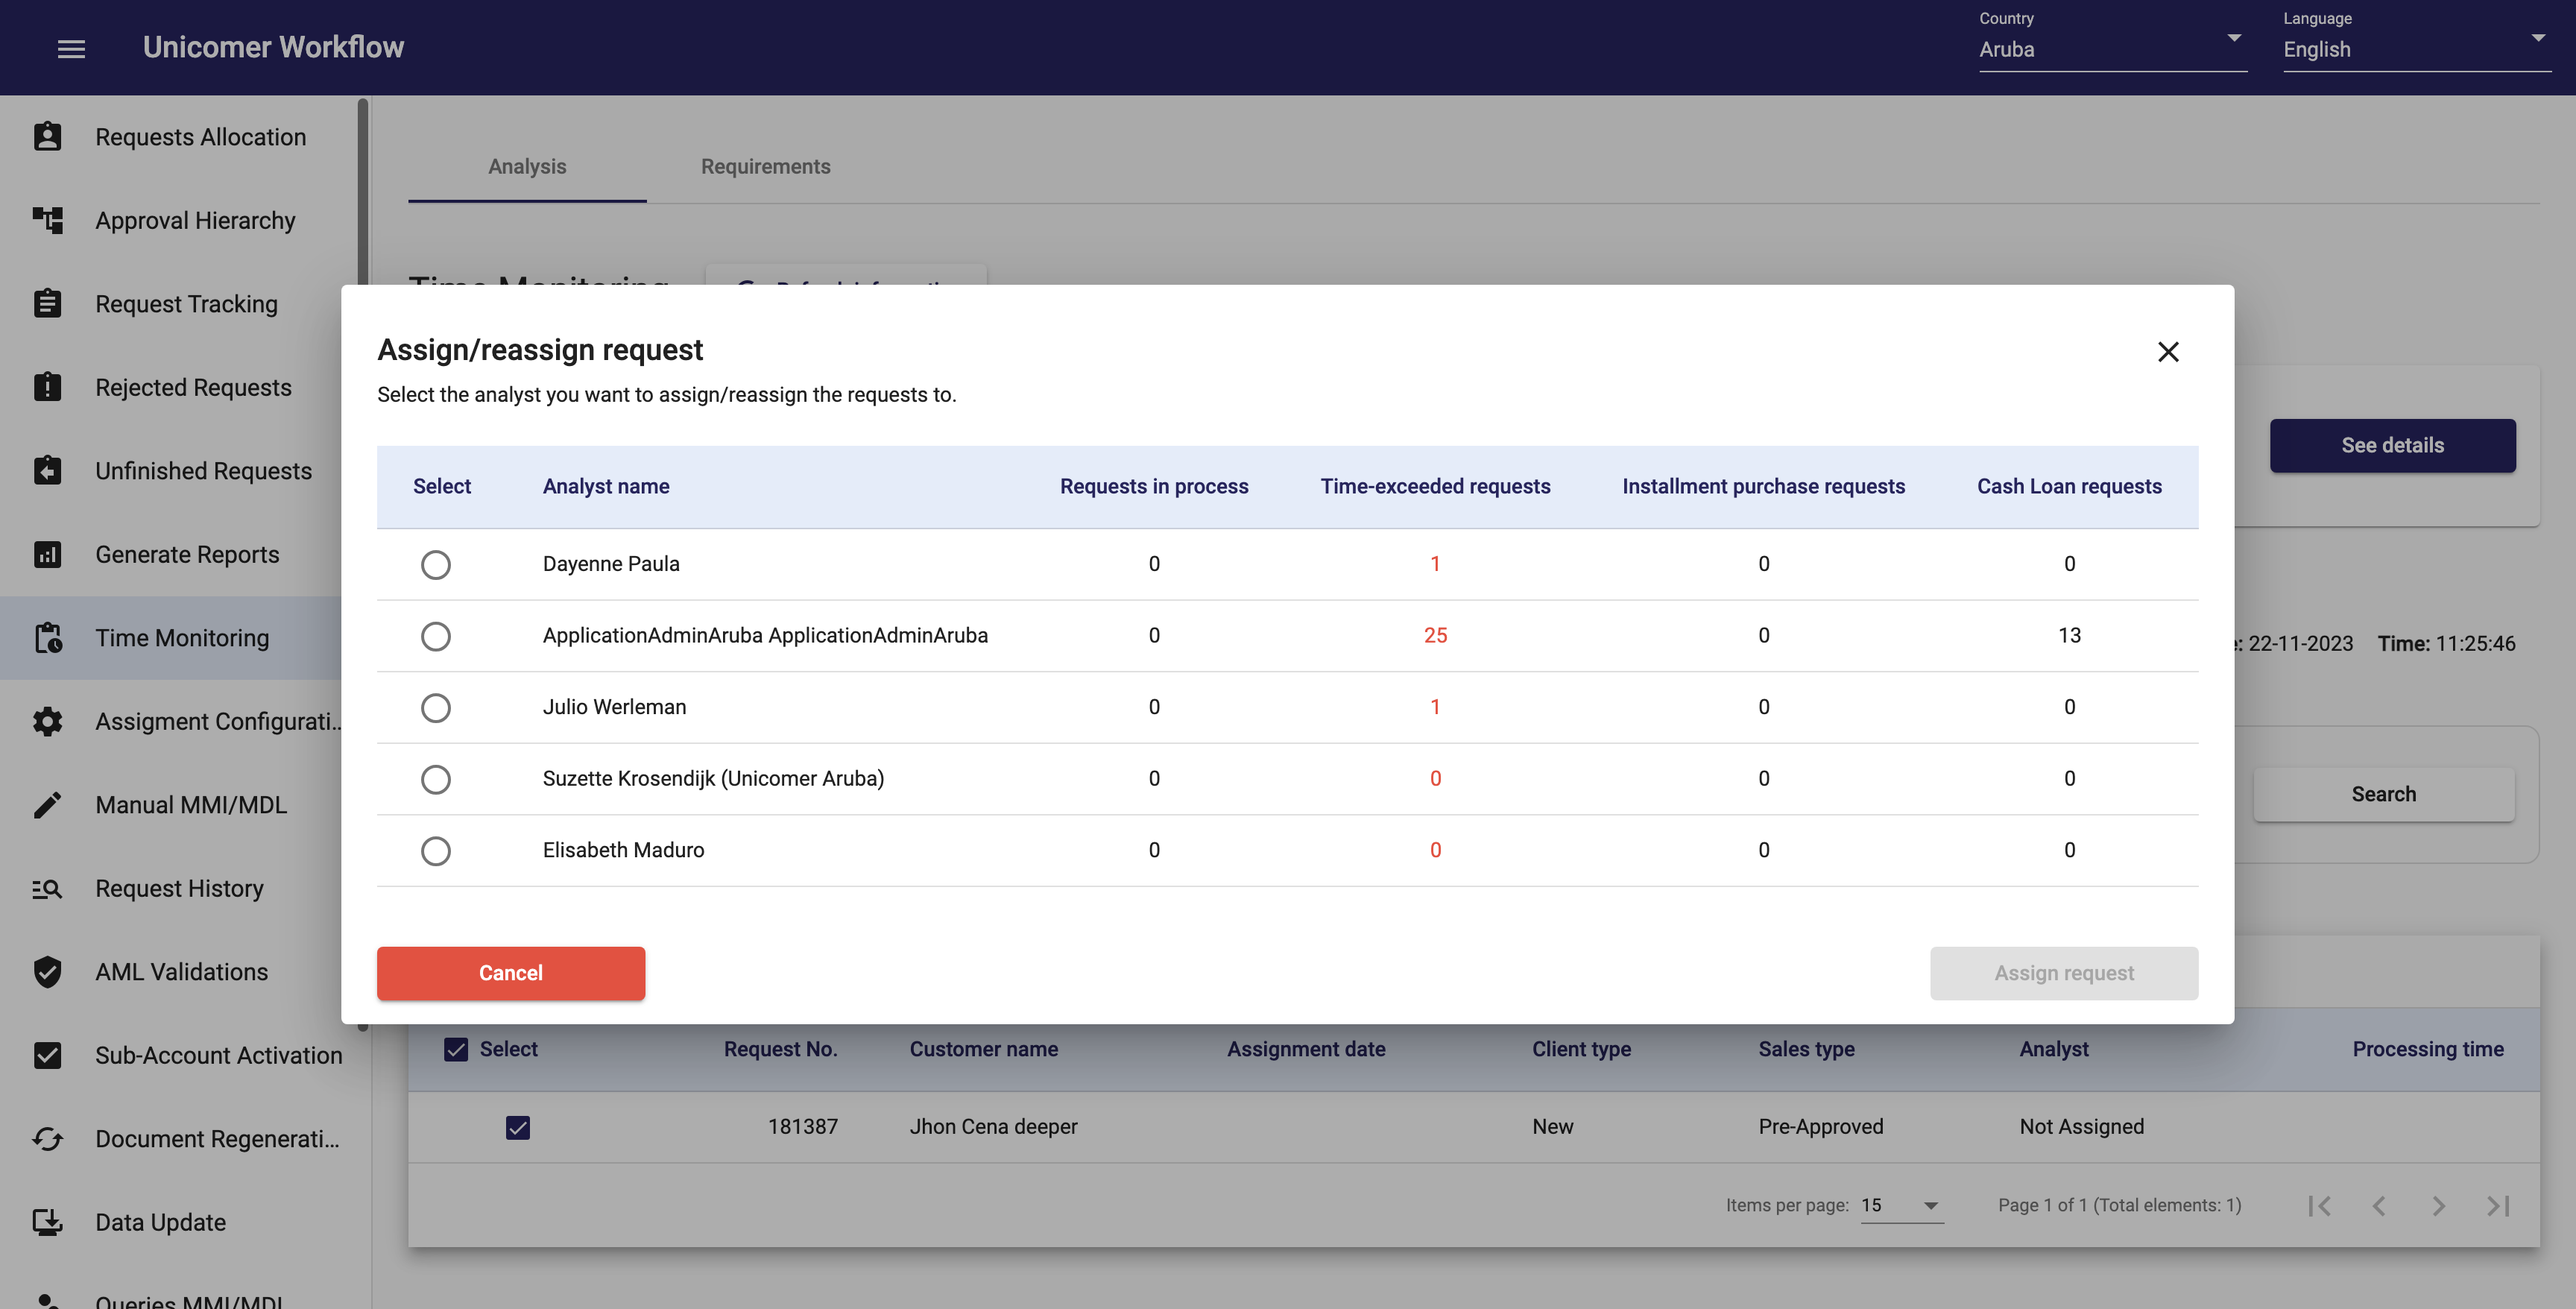 Unicomer Workflow
Country
Aruba
Language
English
Requests Allocation
Approval Hierarchy
Request Tracking
Rejected Requests
Unfinished Requests
Generate Reports
Time Monitoring
Assigment Configurati...
Manual MMI/MDL
Request History
AML Validations
Sub-Account Activation
Document Regenerati...
Data Update
Queries MMI/MDL
Analysis Requirements
Time Monitoring
See details
: 22-11-2023 Time: 11:25:46
Search
Assign/reassign request
Select the analyst you want to assign/reassign the requests to.
Select Analyst name Requests in process Time-exceeded requests Installment purchase requests Cash Loan requests
Dayenne Paula 0 1 0 0
ApplicationAdminAruba ApplicationAdminAruba 0 25 0 13
Julio Werleman 0 1 0 0
Suzette Krosendijk (Unicomer Aruba) 0 0 0 0
Elisabeth Maduro 0 0 0 0
Cancel
Assign request
Select Request No. Customer name Assignment date Client type Sales type Analyst Processing time
181387 Jhon Cena deeper New Pre-Approved Not Assigned
Items per page: 15 Page 1 of 1 (Total elements: 1)